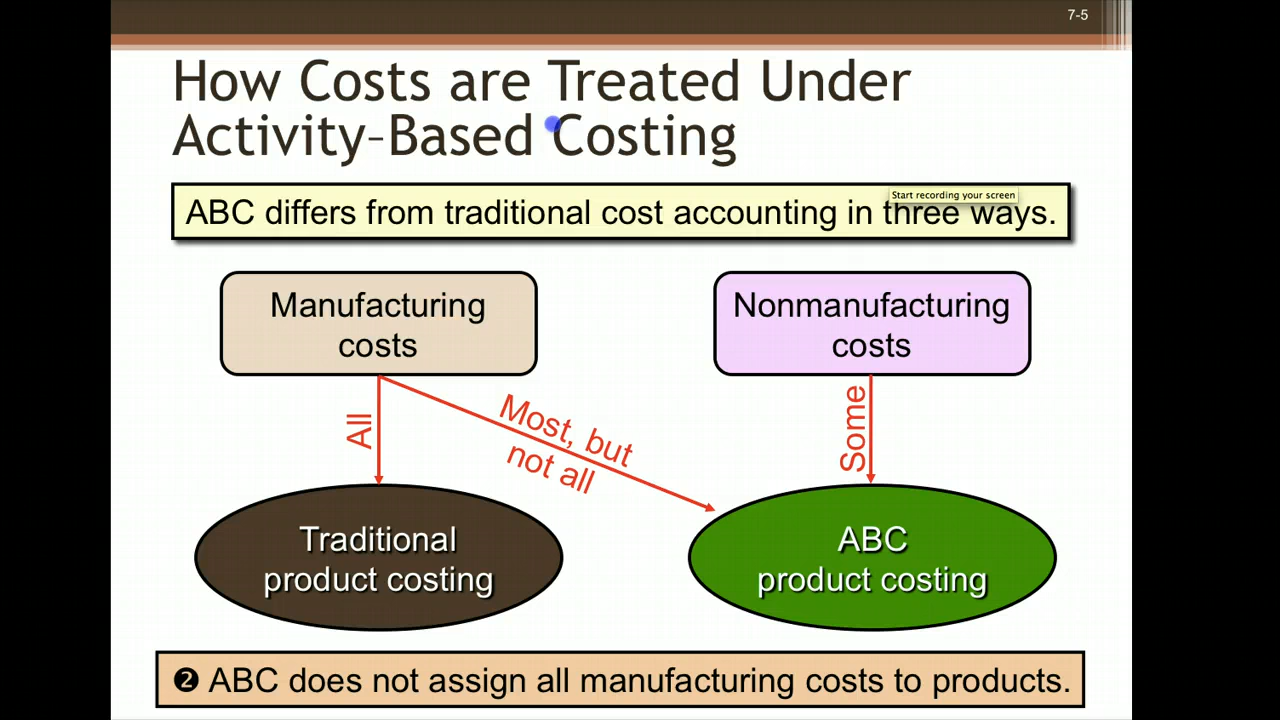 7-5
How Costs are Treated Under
Activity–Based Costing
Start recording your screen
ABC differs from traditional cost accounting in three ways.
Manufacturing
costs
Nonmanufacturing
costs
All
Most, but
not all
Some
Traditional
product costing
ABC
product costing
❷ ABC does not assign all manufacturing costs to products.